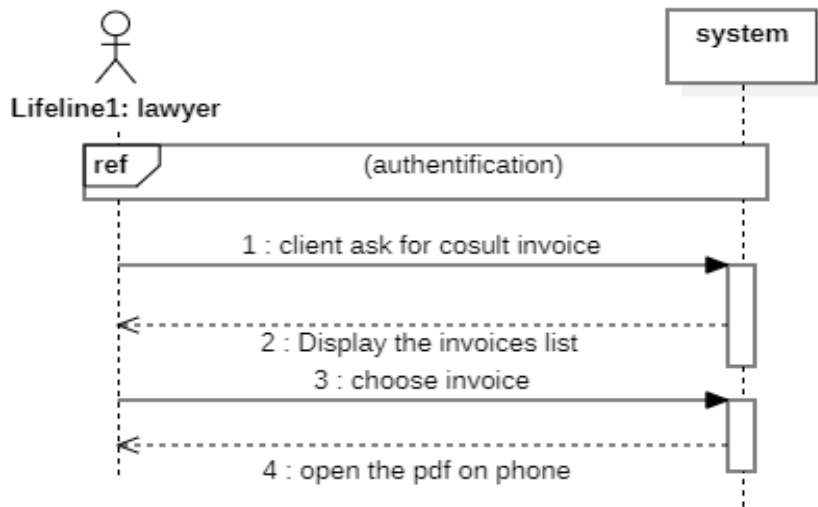 system
Lifeline1: lawyer
ref
(authentification)
1 : client ask for cosult invoice
2 : Display the invoices list
3 : choose invoice
4 : open the pdf on phone